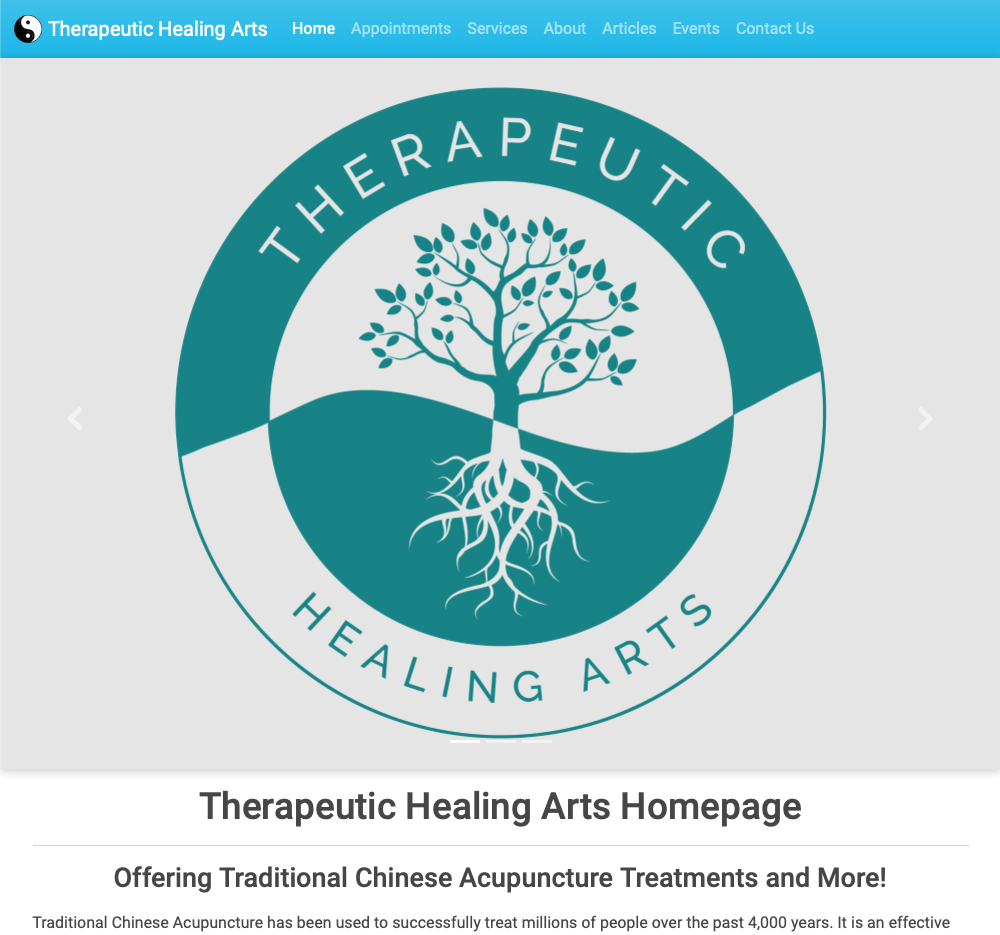 Therapeutic Healing Arts Home Appointments Services About Articles Events Contact Us
THERAPEUTIC
HEALING ARTS
Therapeutic Healing Arts Homepage
Offering Traditional Chinese Acupuncture Treatments and More!
Traditional Chinese Acupuncture has been used to successfully treat millions of people over the past 4,000 years. It is an effective